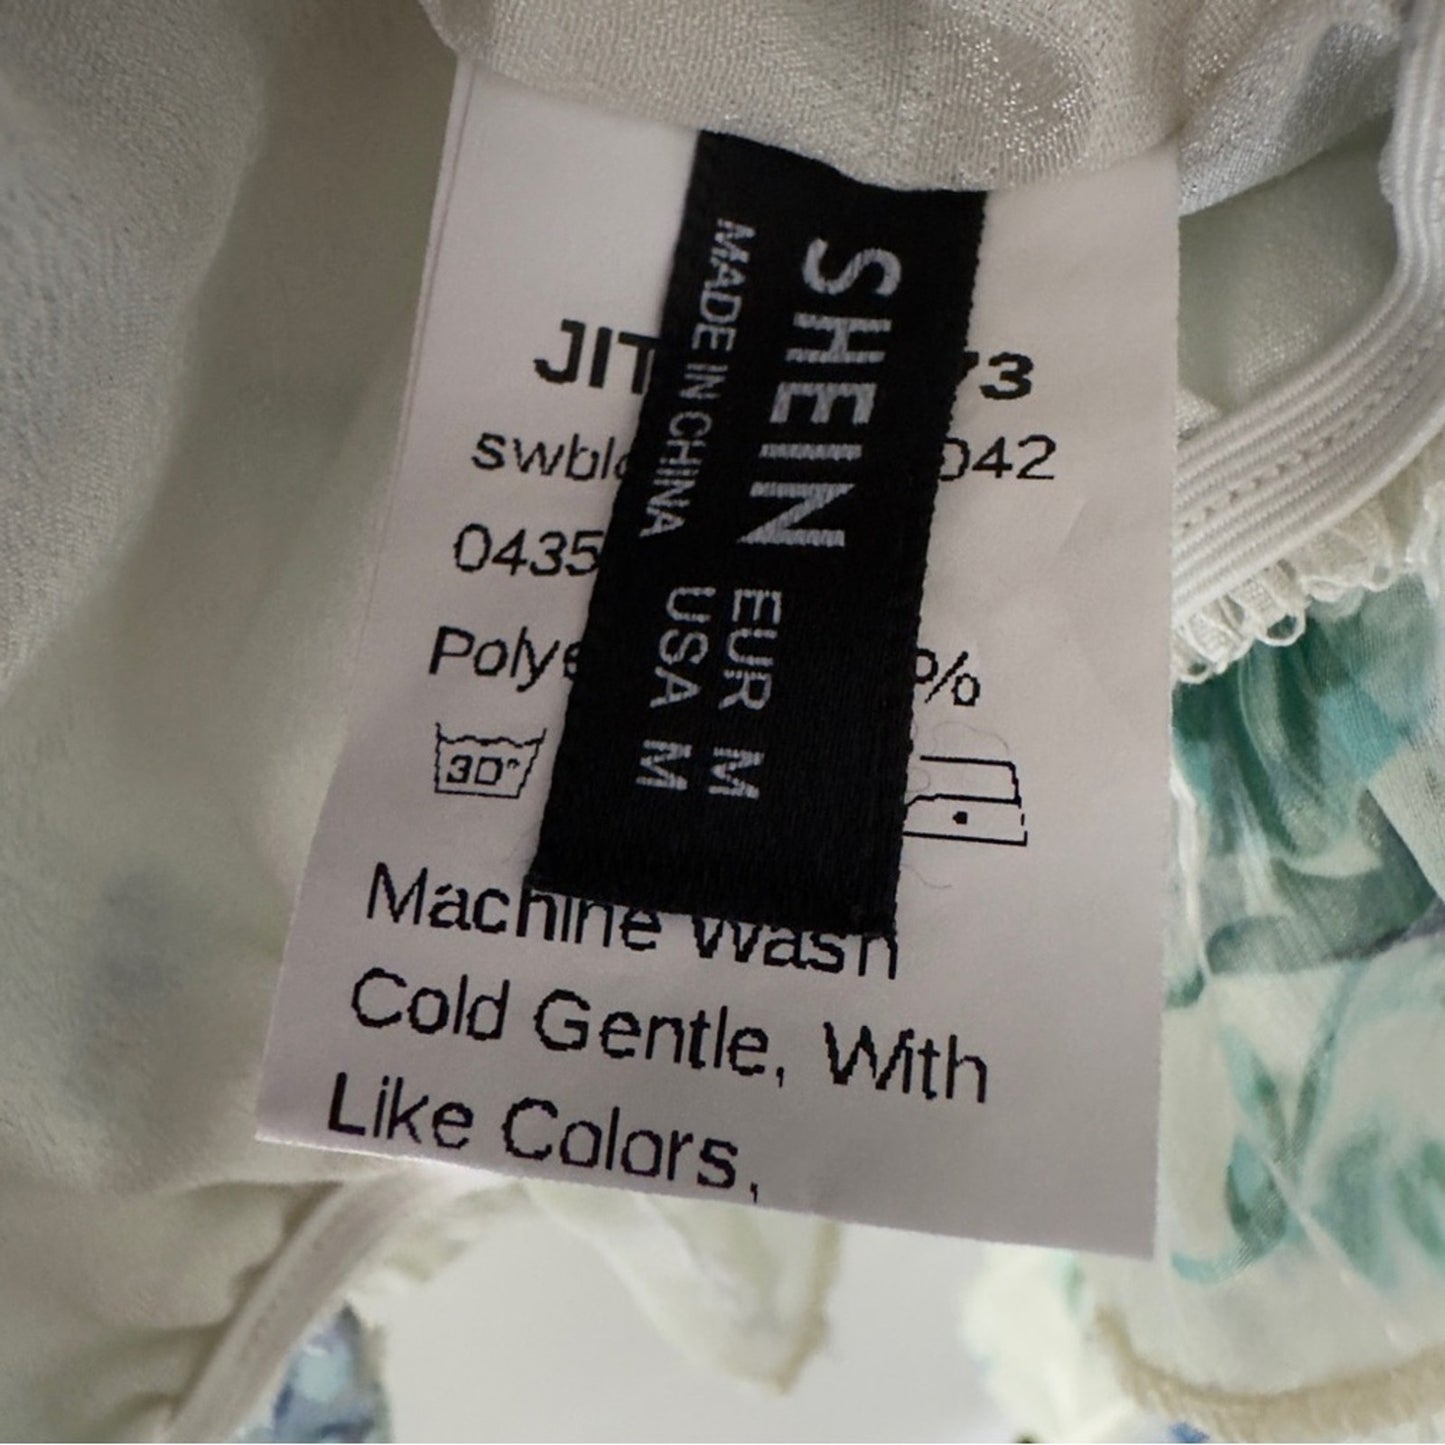 SHEIN
MADE IN CHINA
EUR M
USA M
JIT 73
swbl 042
0435
Polye %
30°
Machine Wash
Cold Gentle, With
Like Colors,